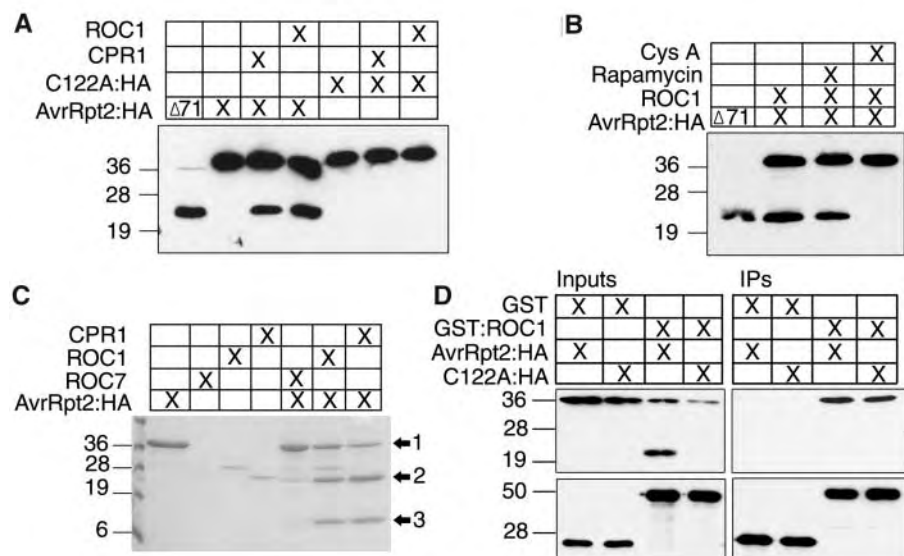 A
ROC1 X X
CPR1 X X
C122A:HA X X X
AvrRpt2:HA Δ71 X X X
36
28
19
B
Cys A X
Rapamycin X
ROC1 X X X
AvrRpt2:HA Δ71 X X X
36
28
19
C
CPR1 X X
ROC1 X X
ROC7 X X
AvrRpt2:HA X X X X
36
28
19
6
1
2
3
D
Inputs IPs
GST X X X X
GST:ROC1 X X X X
AvrRpt2:HA X X X X
C122A:HA X X X X
36
28
19
50
28